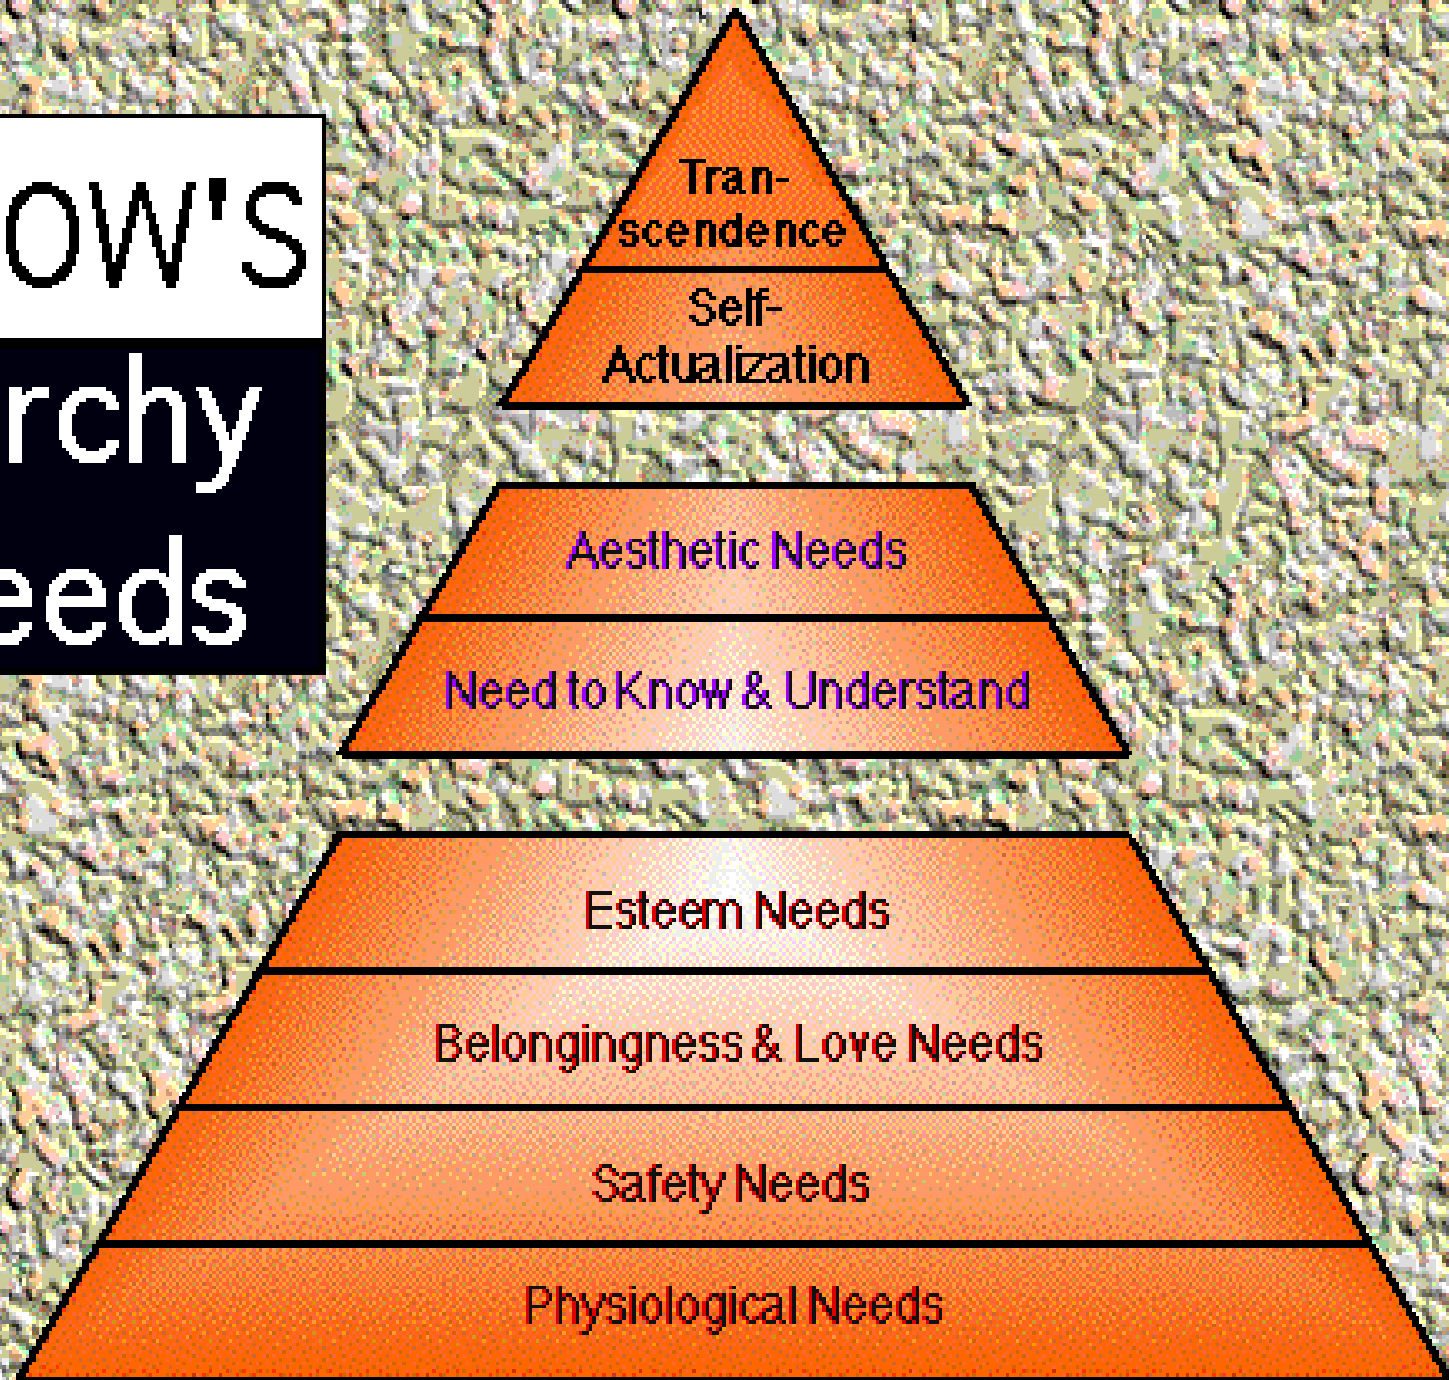 OW'S
rchy
eeds
Tran-
scendence
Self-
Actualization
Aesthetic Needs
Need to Know & Understand
Esteem Needs
Belongingness & Love Needs
Safety Needs
Physiological Needs